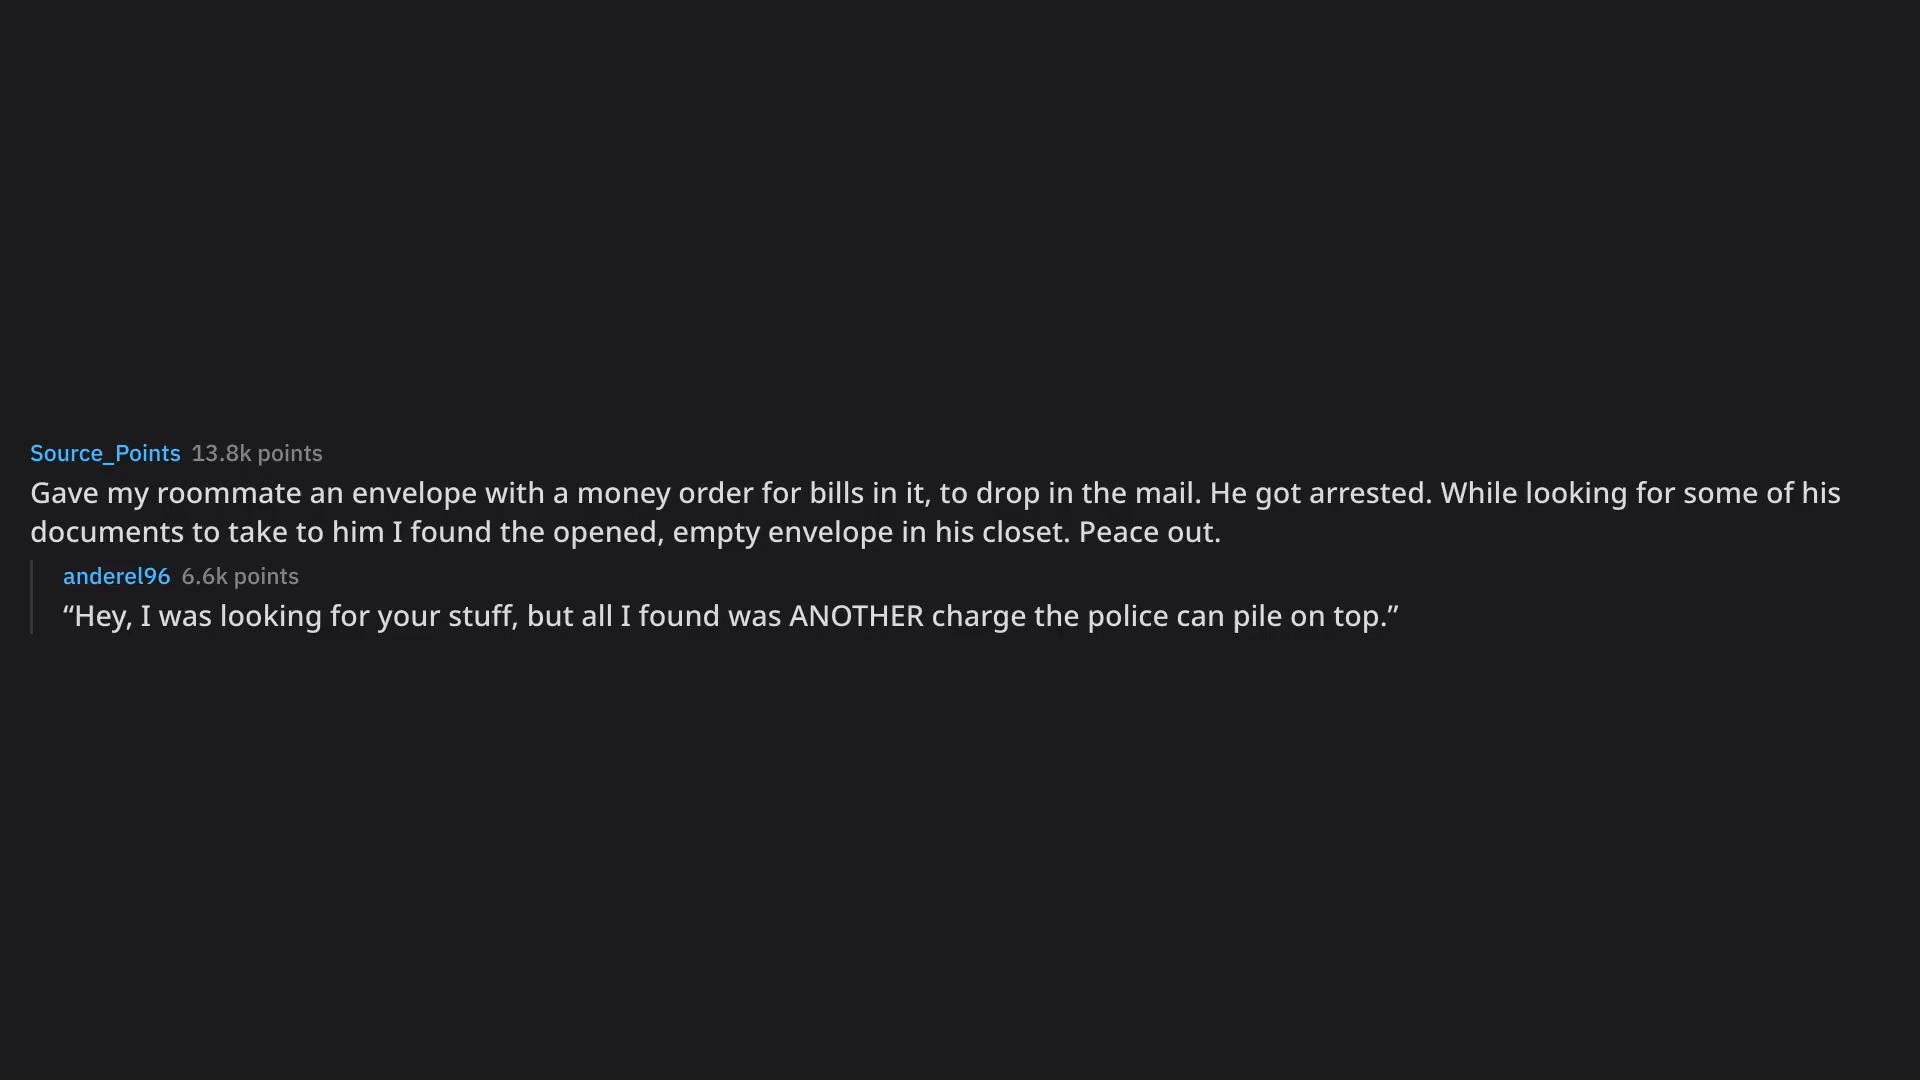 Source_Points 13.8k points
Gave my roommate an envelope with a money order for bills in it, to drop in the mail. He got arrested. While looking for some of his
documents to take to him I found the opened, empty envelope in his closet. Peace out.
anderel96 6.6k points
“Hey, I was looking for your stuff, but all I found was ANOTHER charge the police can pile on top.”